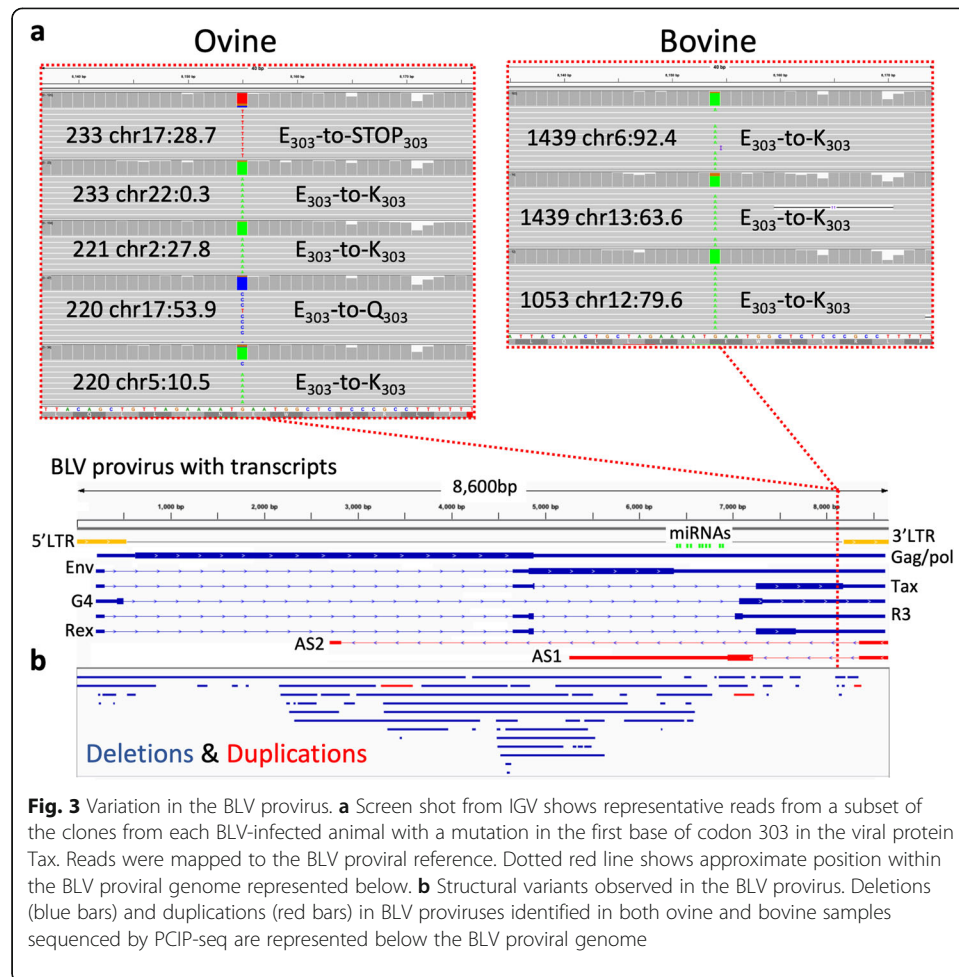 a
Ovine
Bovine
40 bp
40 bp
233 chr17:28.7 E303-to-STOP303
233 chr22:0.3 E303-to-K303
221 chr2:27.8 E303-to-K303
220 chr17:53.9 E303-to-Q303
220 chr5:10.5 E303-to-K303
1439 chr6:92.4 E303-to-K303
1439 chr13:63.6 E303-to-K303
1053 chr12:79.6 E303-to-K303
BLV provirus with transcripts
8,600bp
1,000 bp 2,000 bp 3,000 bp 4,000 bp 5,000 bp 6,000 bp 7,000 bp 8,000 bp
miRNAs
5'LTR
3'LTR
Gag/pol
Env
Tax
G4
R3
Rex
AS2
AS1
b
Deletions & Duplications
Fig. 3 Variation in the BLV provirus. a Screen shot from IGV shows representative reads from a subset of
the clones from each BLV-infected animal with a mutation in the first base of codon 303 in the viral protein
Tax. Reads were mapped to the BLV proviral reference. Dotted red line shows approximate position within
the BLV proviral genome represented below. b Structural variants observed in the BLV provirus. Deletions
(blue bars) and duplications (red bars) in BLV proviruses identified in both ovine and bovine samples
sequenced by PCIP-seq are represented below the BLV proviral genome